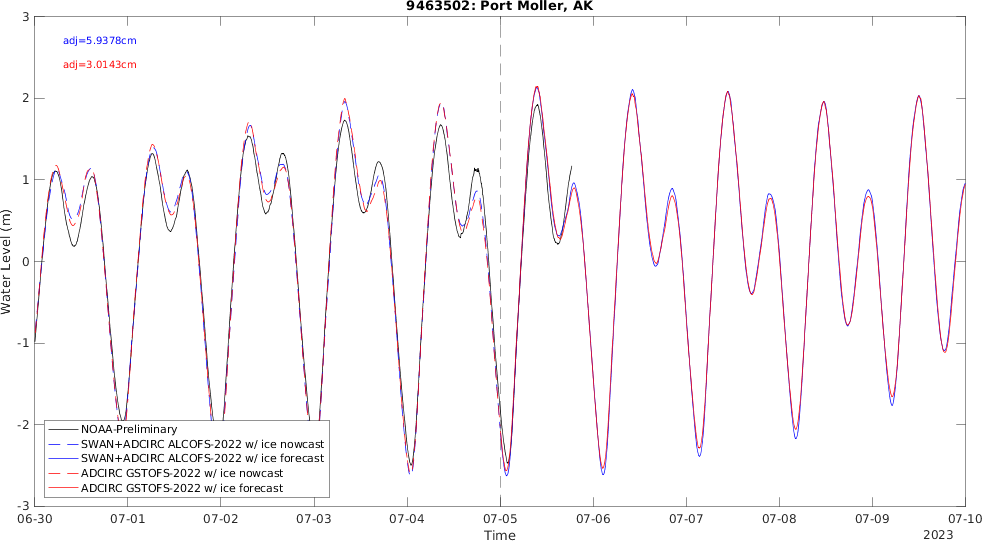 9463502: Port Moller, AK
adj=5.9378cm
adj=3.0143cm
3
2
1
0
-1
-2
-3
Water Level (m)
NOAA-Preliminary
SWAN+ADCIRC ALCOFS-2022 w/ ice nowcast
SWAN+ADCIRC ALCOFS-2022 w/ ice forecast
ADCIRC GSTOFS-2022 w/ ice nowcast
ADCIRC GSTOFS-2022 w/ ice forecast
06-30 07-01 07-02 07-03 07-04 07-05 07-06 07-07 07-08 07-09 07-10
Time
2023